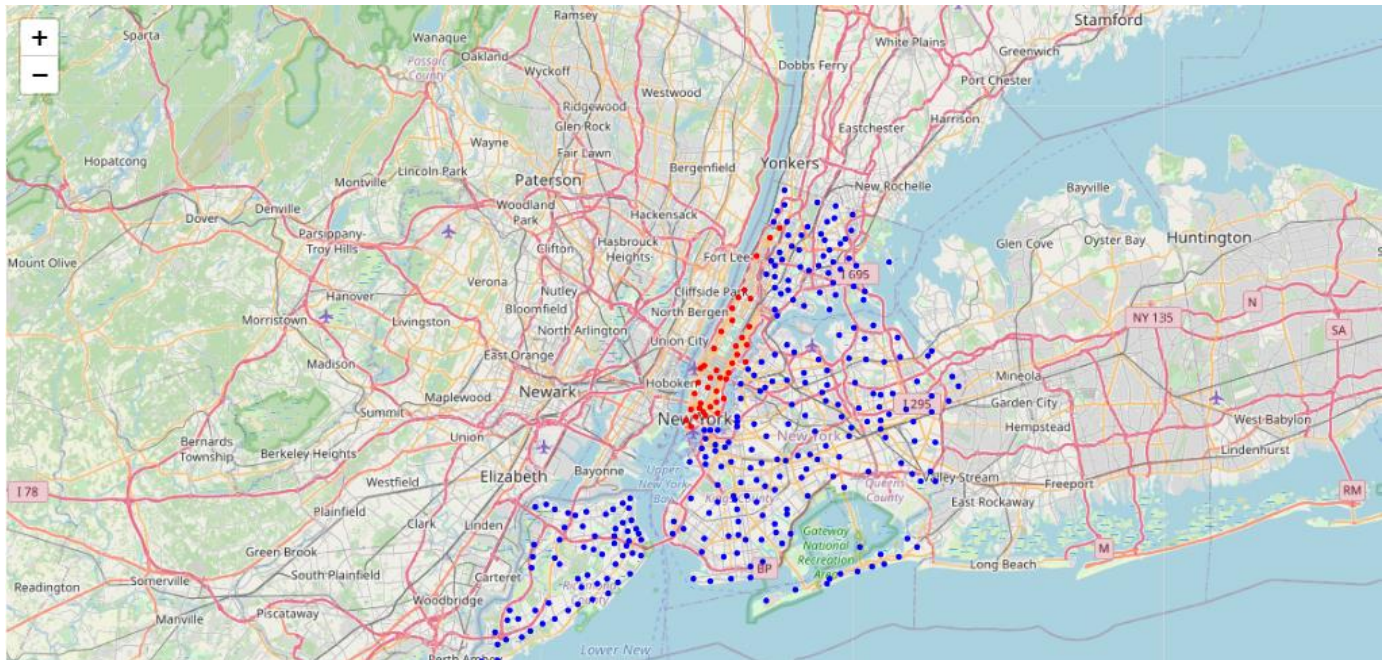 +
−
Sparta
Ramsey
Stamford
Wanaque
Oakland
White Plains
Greenwich
Passaic
County
Wyckoff
Dobbs Ferry
Port Chester
Westwood
Ridgewood
Glen Rock
Harrison
Eastchester
Wayne
Fair Lawn
Hopatcong
Bergenfield
Yonkers
Lincoln Park
Montville
Paterson
New Rochelle
Bayville
Denville
Woodland
Park
Hackensack
Dover
Parsippany-
Troy Hills
Clifton
Hasbrouck
Heights
Fort Lee
Glen Cove
Oyster Bay
Huntington
Mount Olive
Verona
Nutley
I 695
Hanover
Cliffside Park
Bloomfield
North Bergen
N
Morristown
Livingston
North Arlington
NY 135
SA
Union City
Madison
East Orange
Mineola
Newark
Hoboken
Summit
Maplewood
I 295
Garden City
New York
West Babylon
Bernards
Township
Union
New York
Hempstead
Berkeley Heights
Lindenhurst
Elizabeth
Bayonne
Upper
New York
Bay
Valley Stream
I 78
Westfield
Kings County
Queens
County
Freeport
RM
Plainfield
Linden
East Rockaway
Clark
Gateway
National
Recreation
Area
Green Brook
M
Long Beach
South Plainfield
Carteret
BP
Readington
Somerville
Woodbridge
Piscataway
Manville
Lower New
Perth Amboy